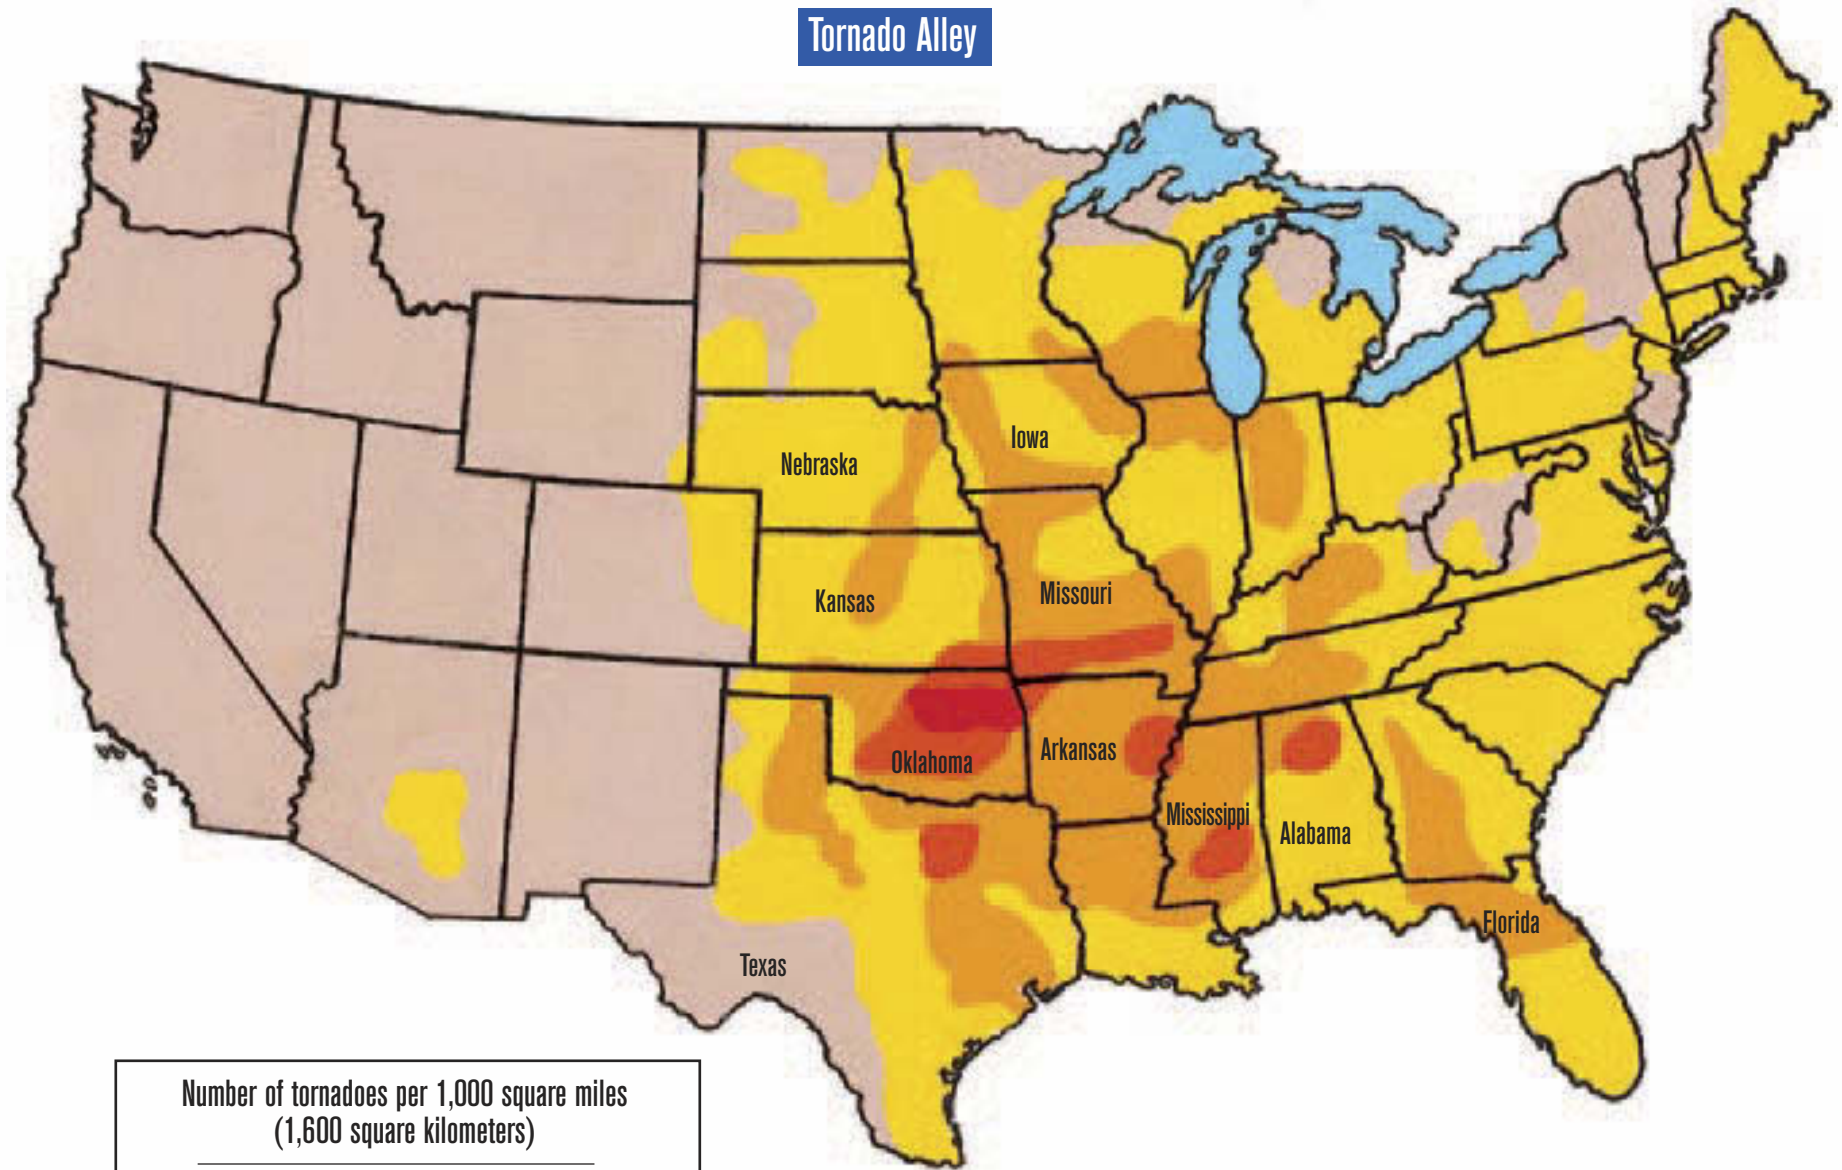 Tornado Alley
Iowa
Nebraska
Missouri
Kansas
Oklahoma
Arkansas
Mississippi
Alabama
Florida
Texas
Number of tornadoes per 1,000 square miles
(1,600 square kilometers)